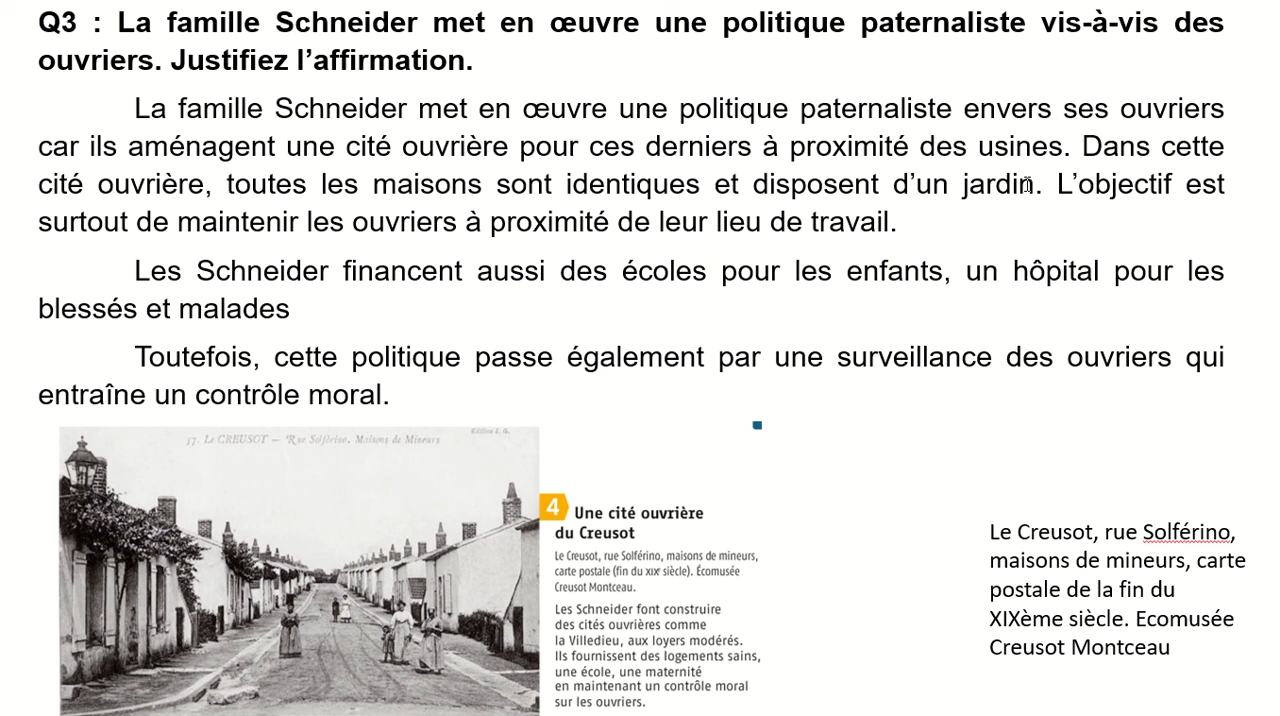 Q3 : La famille Schneider met en œuvre une politique paternaliste vis-à-vis des
ouvriers. Justifiez l’affirmation.
La famille Schneider met en œuvre une politique paternaliste envers ses ouvriers
car ils aménagent une cité ouvrière pour ces derniers à proximité des usines. Dans cette
cité ouvrière, toutes les maisons sont identiques et disposent d’un jardin. L’objectif est
surtout de maintenir les ouvriers à proximité de leur lieu de travail.
Les Schneider financent aussi des écoles pour les enfants, un hôpital pour les
blessés et malades
Toutefois, cette politique passe également par une surveillance des ouvriers qui
entraîne un contrôle moral.
37. Le CREUSOT — Rue Solférino. Maisons de Mineurs
4 Une cité ouvrière
du Creusot
Le Creusot, rue Solférino, maisons de mineurs,
carte postale (fin du XIXe siècle). Écomusée
Creusot Montceau.
Les Schneider font construire
des cités ouvrières comme
la Villedieu, aux loyers modérés.
Ils fournissent des logements sains,
une école, une maternité
en maintenant un contrôle moral
sur les ouvriers.
Le Creusot, rue Solférino,
maisons de mineurs, carte
postale de la fin du
XIXème siècle. Ecomusée
Creusot Montceau